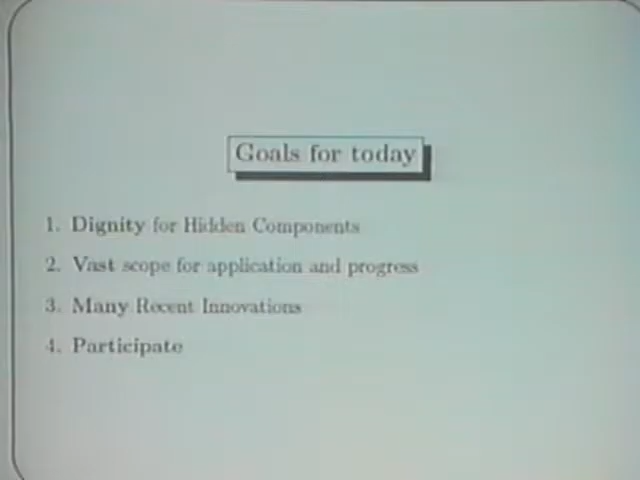 Goals for today
1. Dignity for Hidden Components
2. Vast scope for application and progress
3. Many Recent Innovations
4. Participate